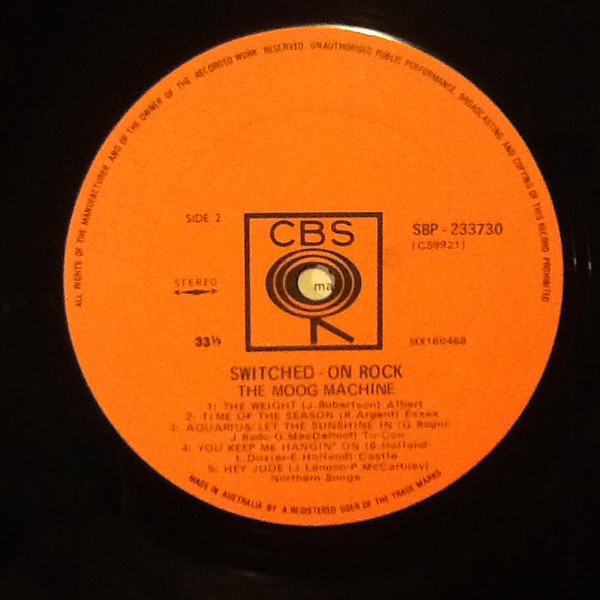 ALL RIGHTS OF THE MANUFACTURER AND OF THE OWNER OF THE RECORDED WORK RESERVED. UNAUTHORISED PUBLIC PERFORMANCE, BROADCASTING AND COPYING OF THIS RECORD PROHIBITED
SIDE 2
CBS
SBP - 233730
(CS9921)
STEREO
ma
33⅓
MX160468
SWITCHED - ON ROCK
THE MOOG MACHINE
1: THE WEIGHT (J.Robertson) Albert
2: TIME OF THE SEASON (R.Argent) Essex
3: AQUARIUS/LET THE SUNSHINE IN (G.Ragni-
J.Rado-G.MacDermot) Tu-Con
4: YOU KEEP ME HANGIN' ON (B.Holland-
L.Dozier-E.Holland) Castle
5: HEY JUDE (J.Lennon-P.McCartney)
Northern Songs
MADE IN AUSTRALIA BY A REGISTERED USER OF THE TRADE MARKS